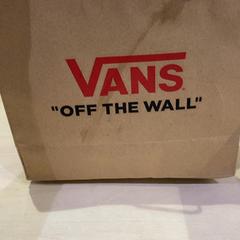 VANS
"OFF THE WALL"